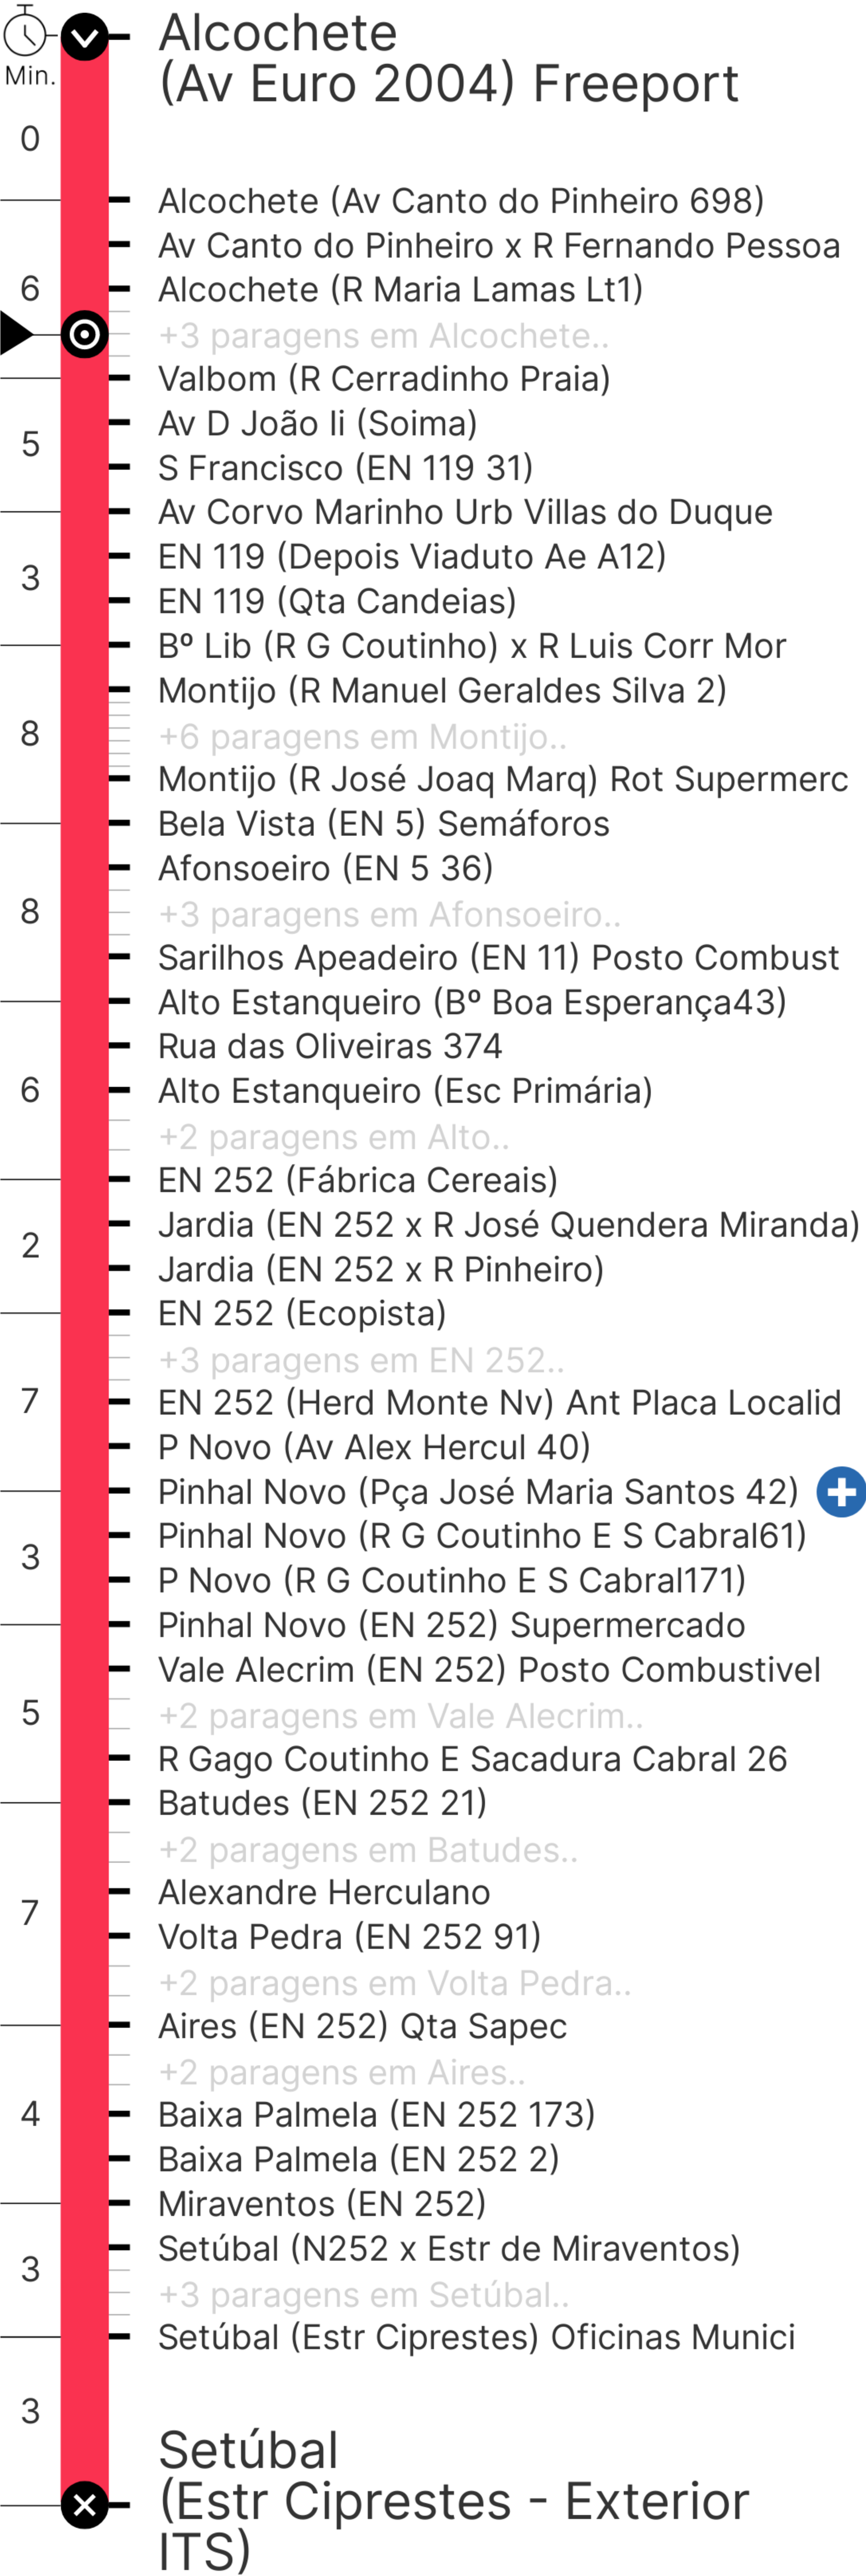 Alcochete
(Av Euro 2004) Freeport
Min.
0
Alcochete (Av Canto do Pinheiro 698)
Av Canto do Pinheiro x R Fernando Pessoa
6
Alcochete (R Maria Lamas Lt1)
+3 paragens em Alcochete..
Valbom (R Cerradinho Praia)
Av D João Ii (Soima)
5
S Francisco (EN 119 31)
Av Corvo Marinho Urb Villas do Duque
EN 119 (Depois Viaduto Ae A12)
3
EN 119 (Qta Candeias)
Bº Lib (R G Coutinho) x R Luis Corr Mor
Montijo (R Manuel Geraldes Silva 2)
8
+6 paragens em Montijo..
Montijo (R José Joaq Marq) Rot Supermerc
Bela Vista (EN 5) Semáforos
Afonsoeiro (EN 5 36)
8
+3 paragens em Afonsoeiro..
Sarilhos Apeadeiro (EN 11) Posto Combust
Alto Estanqueiro (Bº Boa Esperança43)
Rua das Oliveiras 374
6
Alto Estanqueiro (Esc Primária)
+2 paragens em Alto..
EN 252 (Fábrica Cereais)
Jardia (EN 252 x R José Quendera Miranda)
2
Jardia (EN 252 x R Pinheiro)
EN 252 (Ecopista)
+3 paragens em EN 252..
7
EN 252 (Herd Monte Nv) Ant Placa Localid
P Novo (Av Alex Hercul 40)
Pinhal Novo (Pça José Maria Santos 42)
Pinhal Novo (R G Coutinho E S Cabral61)
3
P Novo (R G Coutinho E S Cabral171)
Pinhal Novo (EN 252) Supermercado
Vale Alecrim (EN 252) Posto Combustivel
5
+2 paragens em Vale Alecrim..
R Gago Coutinho E Sacadura Cabral 26
Batudes (EN 252 21)
+2 paragens em Batudes..
Alexandre Herculano
7
Volta Pedra (EN 252 91)
+2 paragens em Volta Pedra..
Aires (EN 252) Qta Sapec
+2 paragens em Aires..
4
Baixa Palmela (EN 252 173)
Baixa Palmela (EN 252 2)
Miraventos (EN 252)
Setúbal (N252 x Estr de Miraventos)
3
+3 paragens em Setúbal..
Setúbal (Estr Ciprestes) Oficinas Munici
3
Setúbal
(Estr Ciprestes - Exterior
ITS)